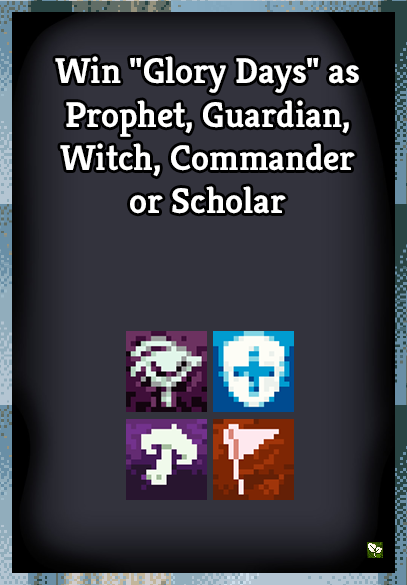 Win "Glory Days" as
Prophet, Guardian,
Witch, Commander
or Scholar